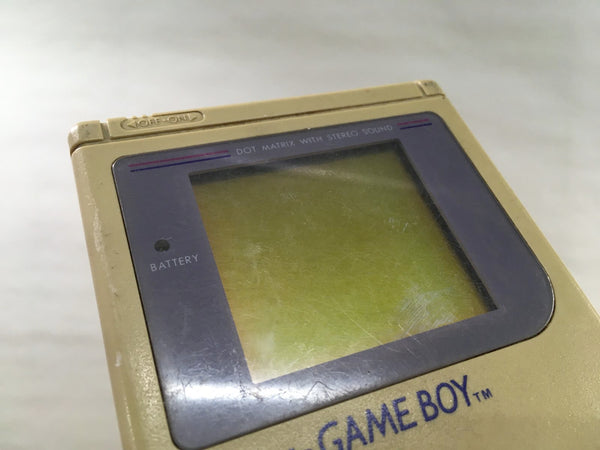 ◁OFF•ON▷
DOT MATRIX WITH STEREO SOUND
BATTERY
GAME BOY™